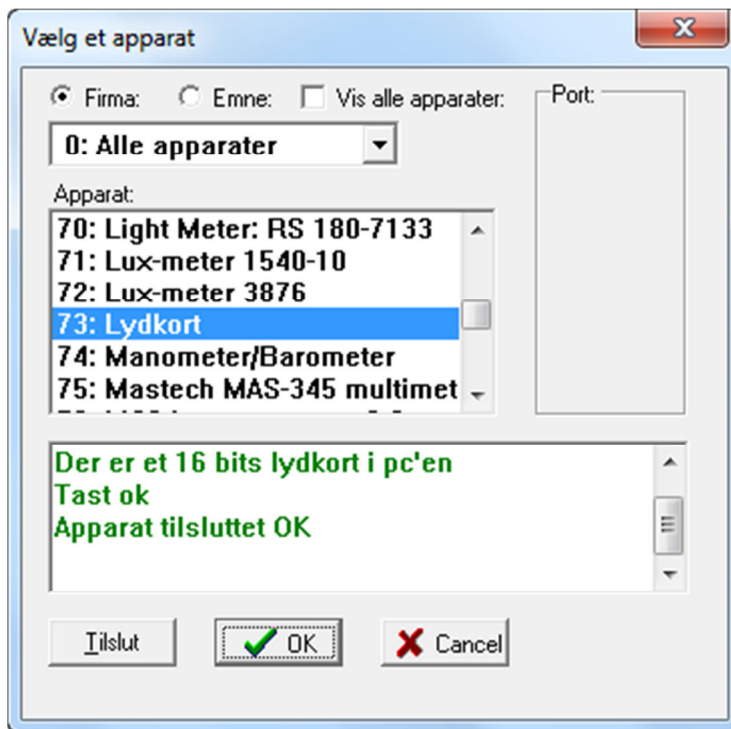 Vælg et apparat
Firma: Emne: Vis alle apparater: Port:
0: Alle apparater
Apparat:
70: Light Meter: RS 180-7133
71: Lux-meter 1540-10
72: Lux-meter 3876
73: Lydkort
74: Manometer/Barometer
75: Mastech MAS-345 multimet
Der er et 16 bits lydkort i pc'en
Tast ok
Apparat tilsluttet OK
Tilslut OK Cancel